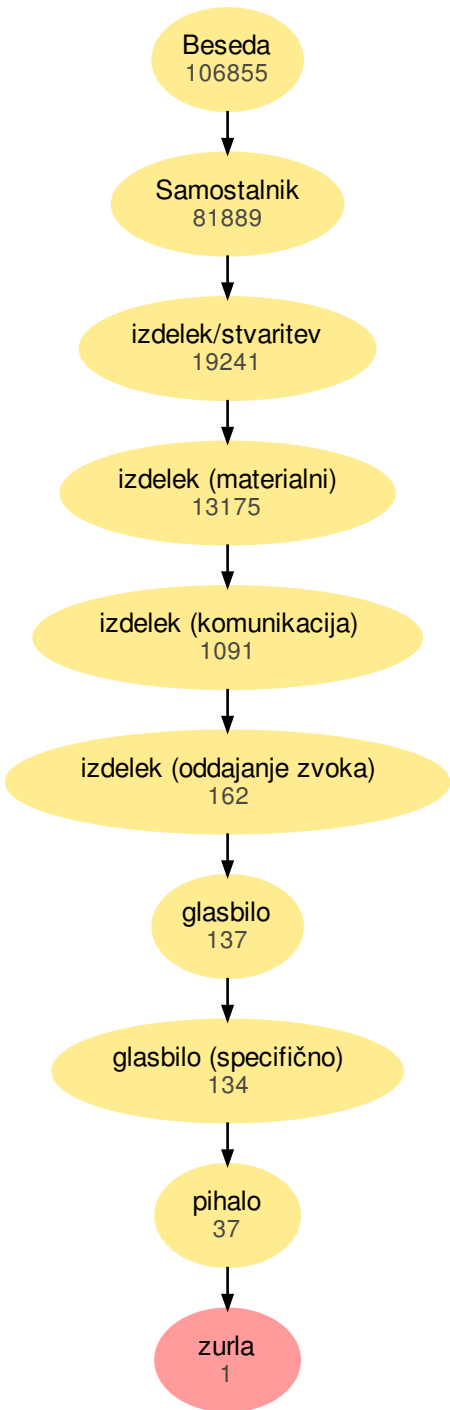 Beseda
106855
Samostalnik
81889
izdelek/stvaritev
19241
izdelek (materialni)
13175
izdelek (komunikacija)
1091
izdelek (oddajanje zvoka)
162
glasbilo
137
glasbilo (specifično)
134
pihalo
37
zurla
1